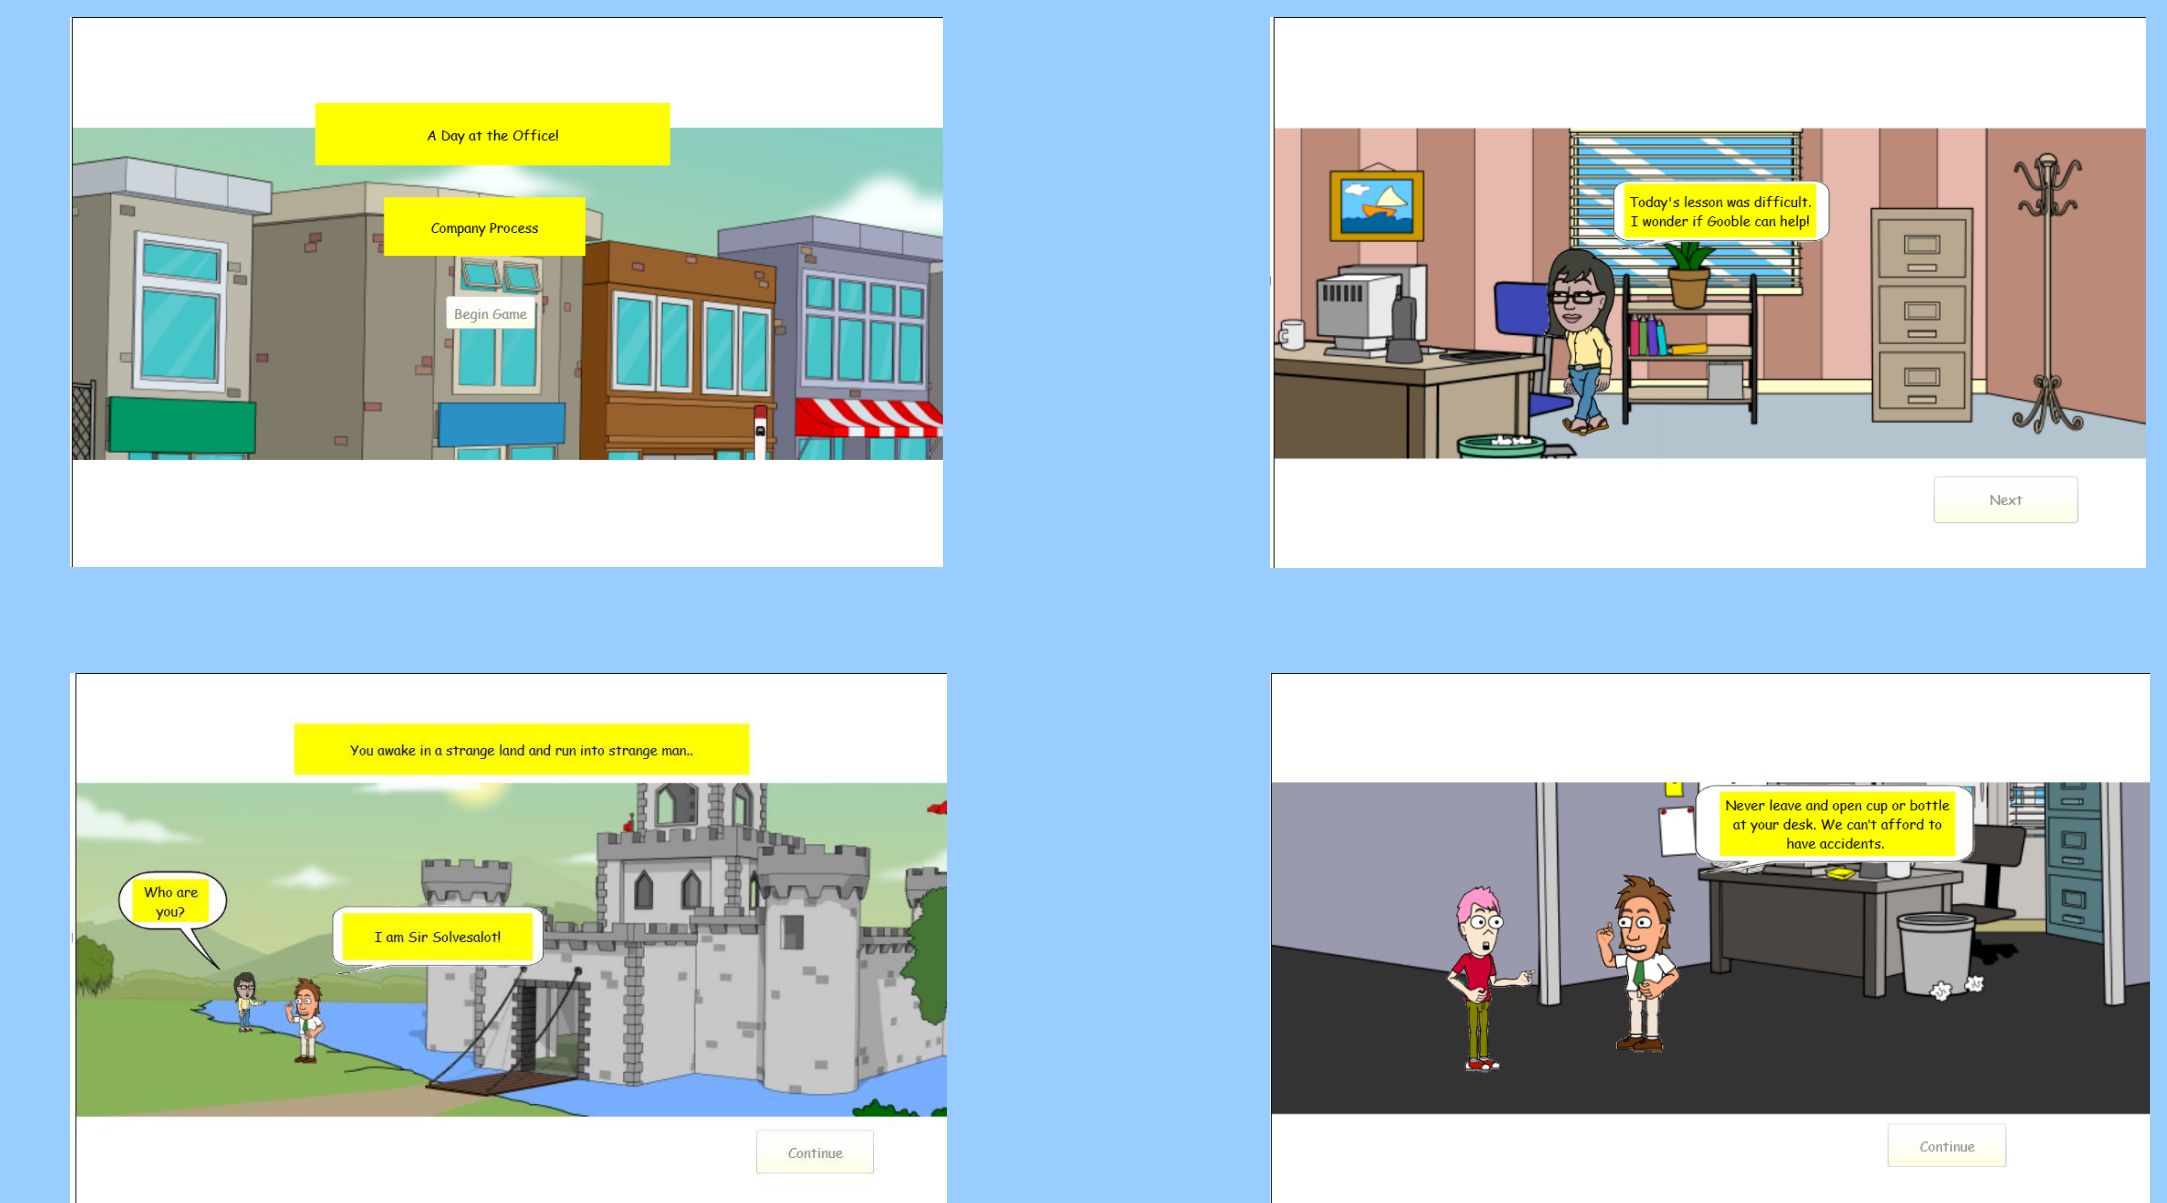 A Day at the Office!
Company Process
Begin Game
Today's lesson was difficult.
I wonder if Gooble can help!
Next
You awake in a strange land and run into strange man..
Who are
you?
I am Sir Solvesalot!
Continue
Never leave and open cup or bottle
at your desk. We can't afford to
have accidents.
Continue